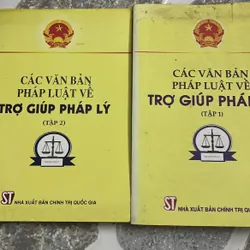 CÁC VĂN BẢN
PHÁP LUẬT VỀ
TRỢ GIÚP PHÁP LÝ
(TẬP 2)
ST NHÀ XUẤT BẢN CHÍNH TRỊ QUỐC GIA
CÁC VĂN BẢN
PHÁP LUẬT VỀ
TRỢ GIÚP PHÁP
(TẬP 1)
ST NHÀ XUẤT BẢN CHÍNH TRỊ QUỐC